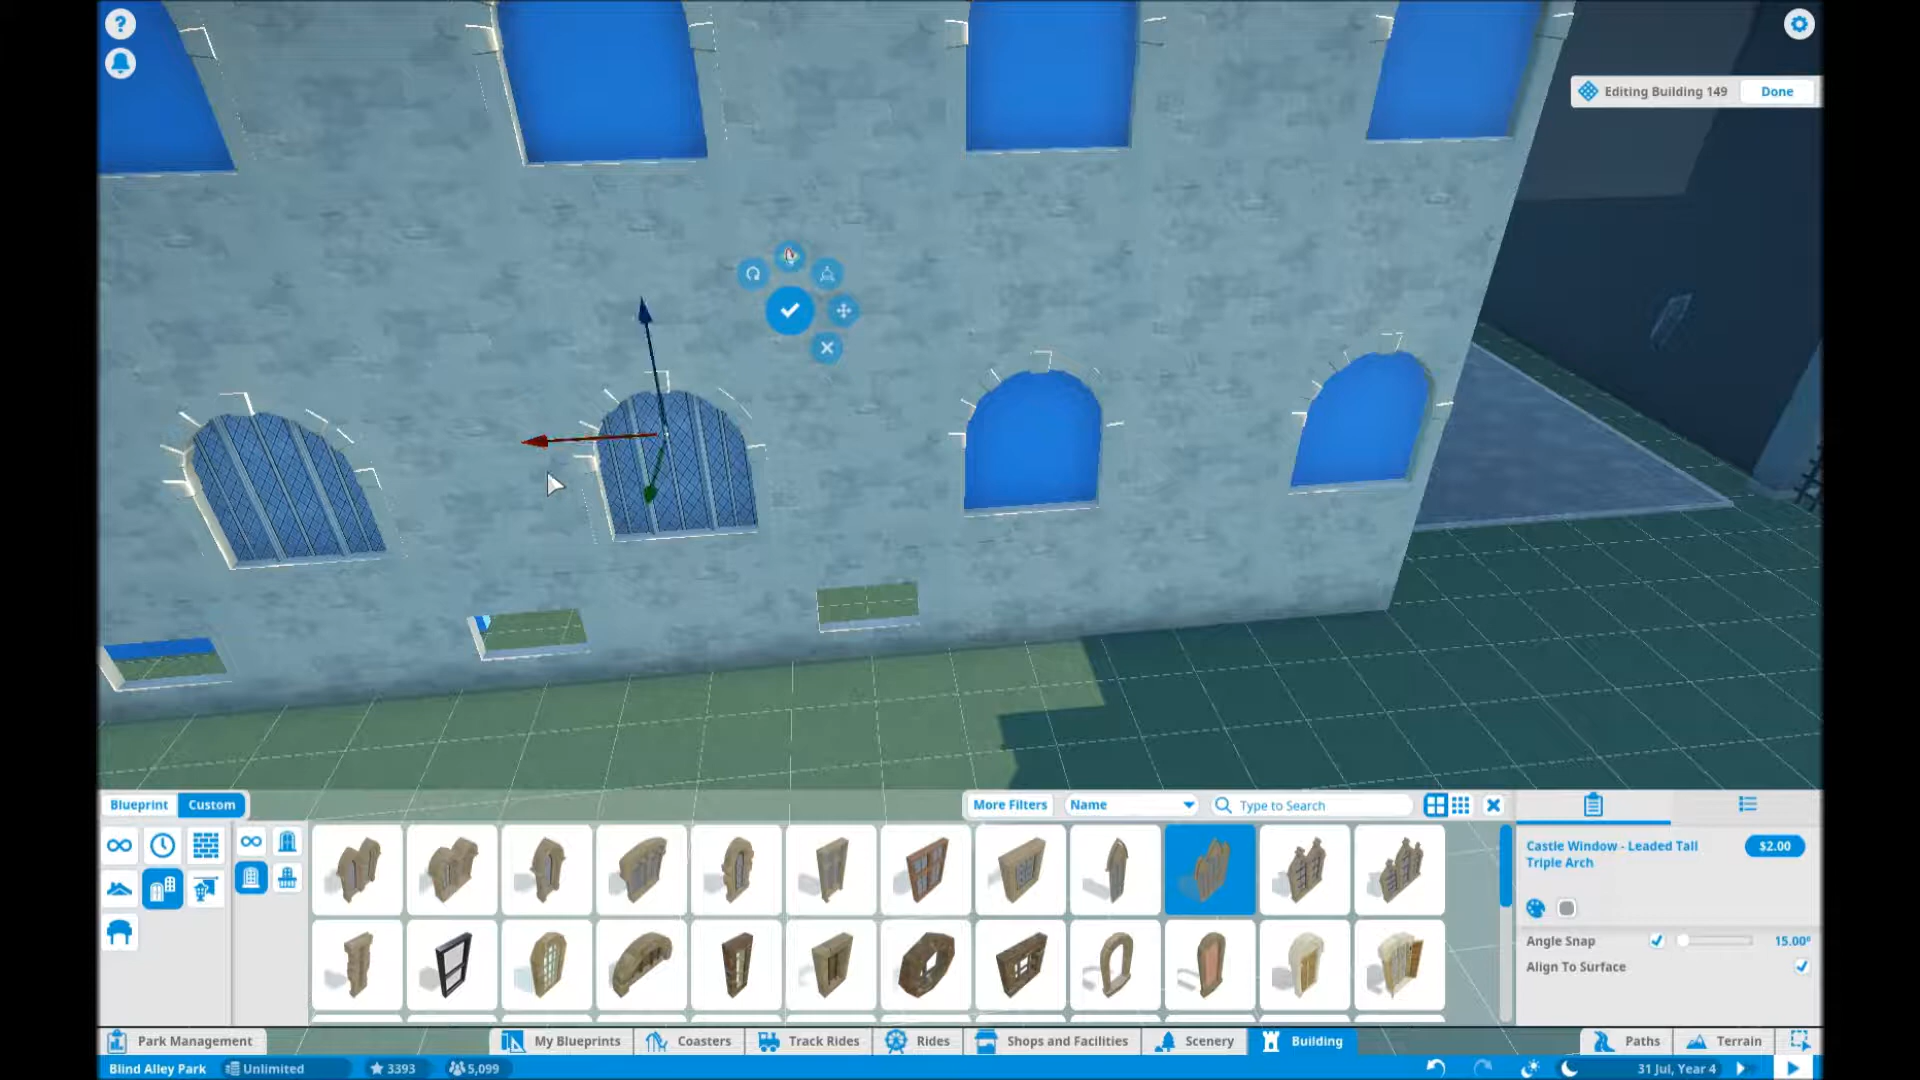 ?
Editing Building 149 Done
Blueprint Custom
More Filters Name Type to Search
Castle Window - Leaded Tall
Triple Arch
$2.00
Angle Snap 15.00°
Align To Surface
Park Management My Blueprints Coasters Track Rides Rides Shops and Facilities Scenery Building Paths Terrain
Blind Alley Park Unlimited 3393 5,099 31 Jul, Year 4